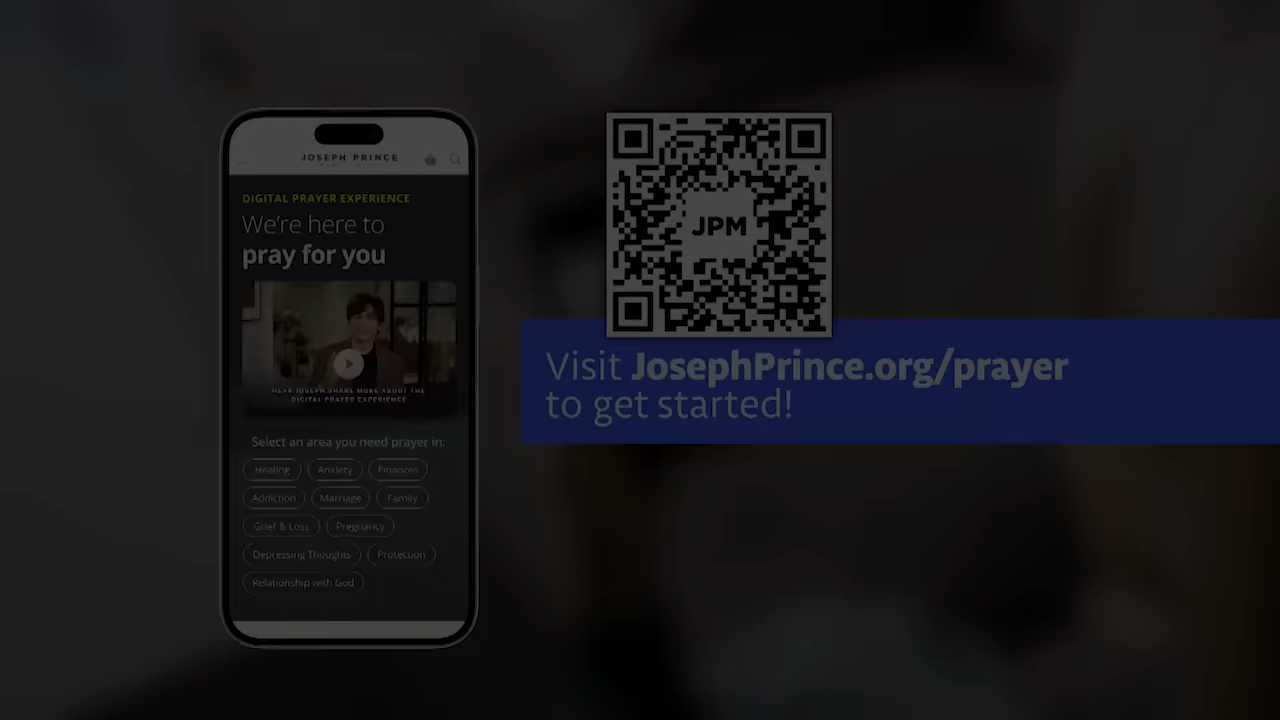 JOSEPH PRINCE
DIGITAL PRAYER EXPERIENCE
We're here to
pray for you
HEAR JOSEPH SHARE MORE ABOUT THE
DIGITAL PRAYER EXPERIENCE
Select an area you need prayer in:
Healing Anxiety Finances
Addiction Marriage Family
Grief & Loss Pregnancy
Depressing Thoughts Protection
Relationship with God
JPM
Visit JosephPrince.org/prayer
to get started!